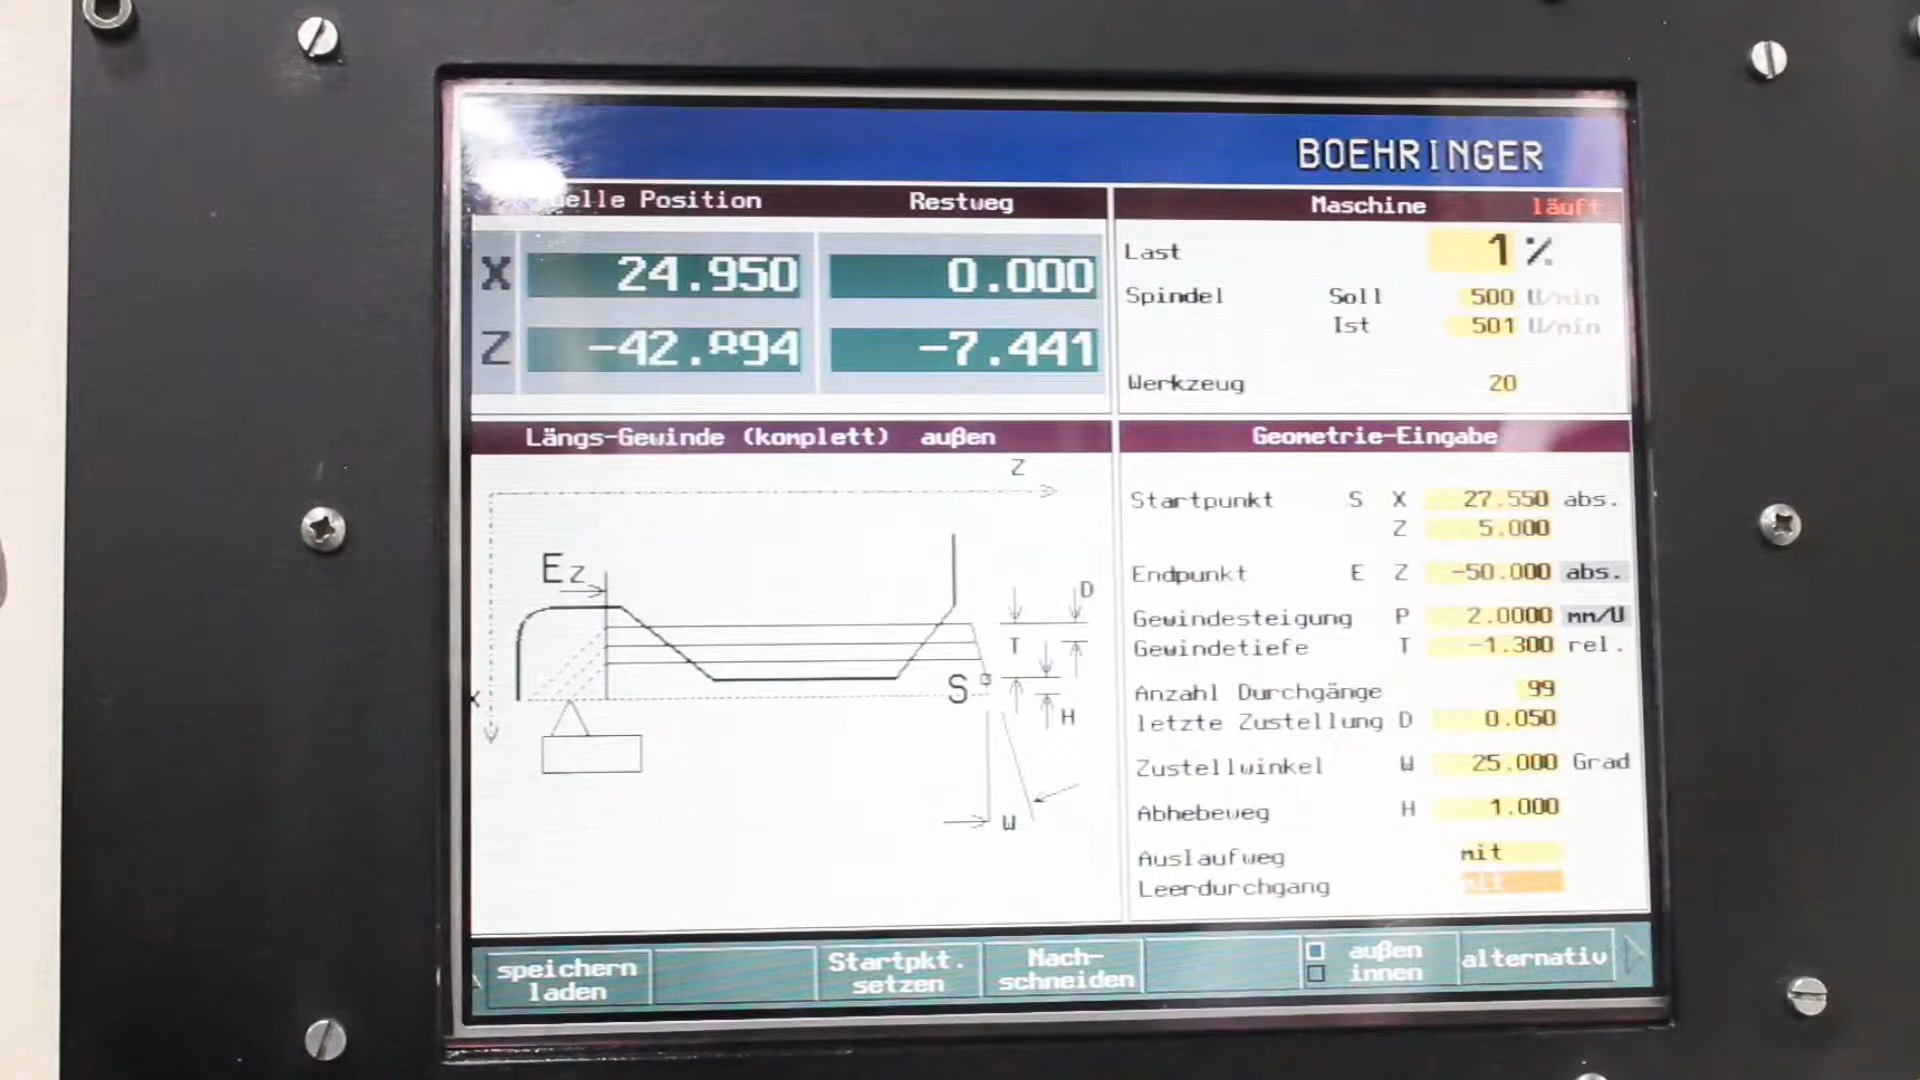 BOEHRINGER
Position Restweg
Maschine läuft
X 24.950 0.000
Z -42.894 -7.441
Last 1 %
Spindel Soll 500 U/min
Ist 501 U/min
Werkzeug 20
Längs-Gewinde (komplett) außen
Z
E Z
D
T
S
H
X
W
Geometrie-Eingabe
Startpunkt S X 27.550 abs.
Z 5.000
Endpunkt E Z -50.000 abs.
Gewindesteigung P 2.0000 mm/U
Gewindetiefe T -1.300 rel.
Anzahl Durchgänge 99
letzte Zustellung D 0.050
Zustellwinkel W 25.000 Grad
Abhebeweg H 1.000
Auslaufweg mit
Leerdurchgang mit
speichern
laden
Startpkt.
setzen
Nach-
schneiden
außen
innen
alternativ